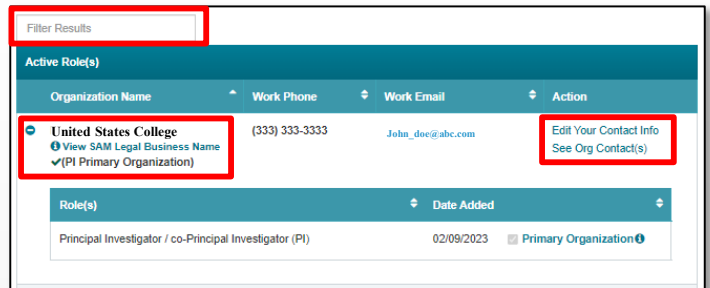 Filter Results
Active Role(s)
Organization Name Work Phone Work Email Action
United States College (333) 333-3333 John_doe@abc.com Edit Your Contact Info
View SAM Legal Business Name See Org Contact(s)
(PI Primary Organization)
Role(s) Date Added
Principal Investigator / co-Principal Investigator (PI) 02/09/2023 Primary Organization